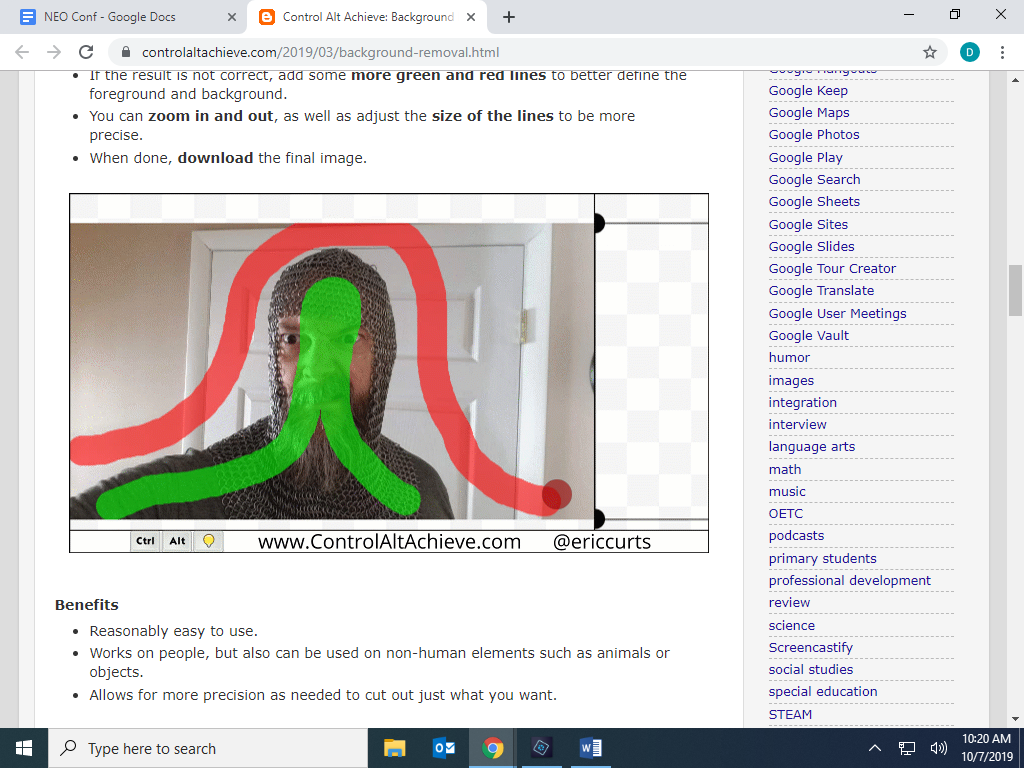 NEO Conf - Google Docs
Control Alt Achieve: Background
controlaltachieve.com/2019/03/background-removal.html
D
If the result is not correct, add some more green and red lines to better define the
foreground and background.
You can zoom in and out, as well as adjust the size of the lines to be more
precise.
When done, download the final image.
Ctrl Alt www.ControlAltAchieve.com @ericcurts
Benefits
Reasonably easy to use.
Works on people, but also can be used on non-human elements such as animals or
objects.
Allows for more precision as needed to cut out just what you want.
Google Hangouts
Google Keep
Google Maps
Google Photos
Google Play
Google Search
Google Sheets
Google Sites
Google Slides
Google Tour Creator
Google Translate
Google User Meetings
Google Vault
humor
images
integration
interview
language arts
math
music
OETC
podcasts
primary students
professional development
review
science
Screencastify
social studies
special education
STEAM
Type here to search
10:20 AM
10/7/2019